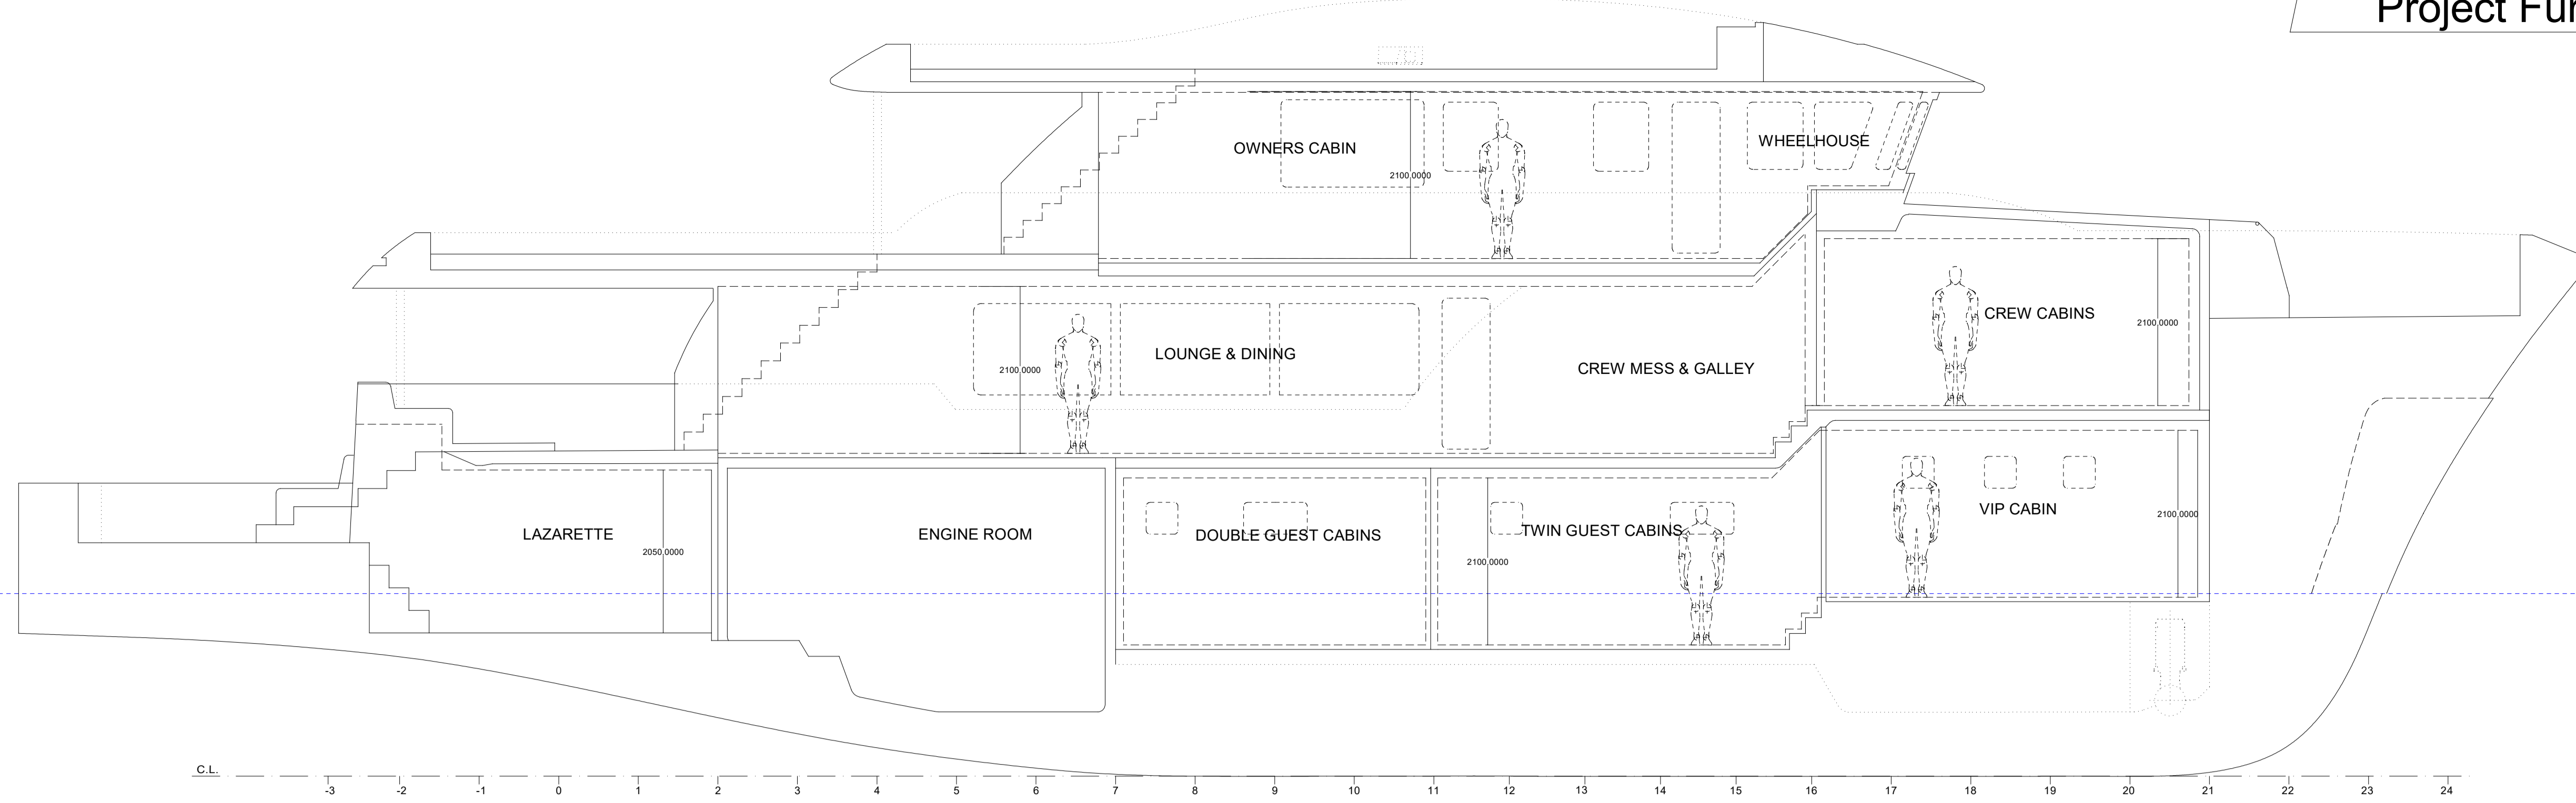 Project Fur
OWNERS CABIN
WHEELHOUSE
2100,0000
CREW CABINS
2100,0000
LOUNGE & DINING
2100,0000
CREW MESS & GALLEY
VIP CABIN
2100,0000
LAZARETTE
2050,0000
ENGINE ROOM
DOUBLE GUEST CABINS
TWIN GUEST CABINS
2100,0000
C.L.
-3 -2 -1 0 1 2 3 4 5 6 7 8 9 10 11 12 13 14 15 16 17 18 19 20 21 22 23 24